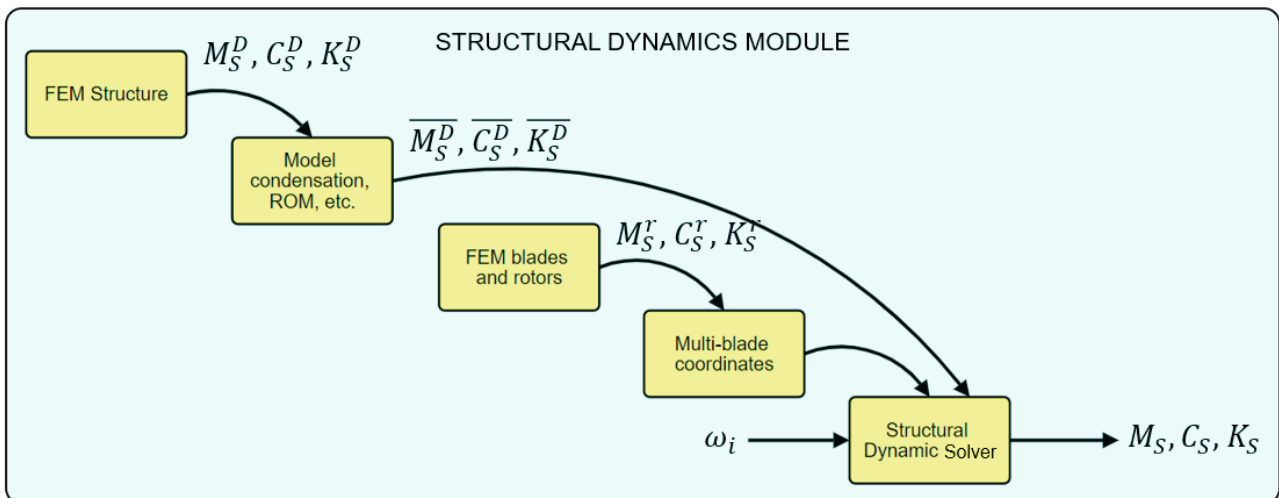 STRUCTURAL DYNAMICS MODULE
$M_S^D, C_S^D, K_S^D$
FEM Structure
$\overline{M_S^D}, \overline{C_S^D}, \overline{K_S^D}$
Model
condensation,
ROM, etc.
$M_S^r, C_S^r, K_S^r$
FEM blades
and rotors
Multi-blade
coordinates
$\omega_i$
Structural
Dynamic Solver
$M_S, C_S, K_S$